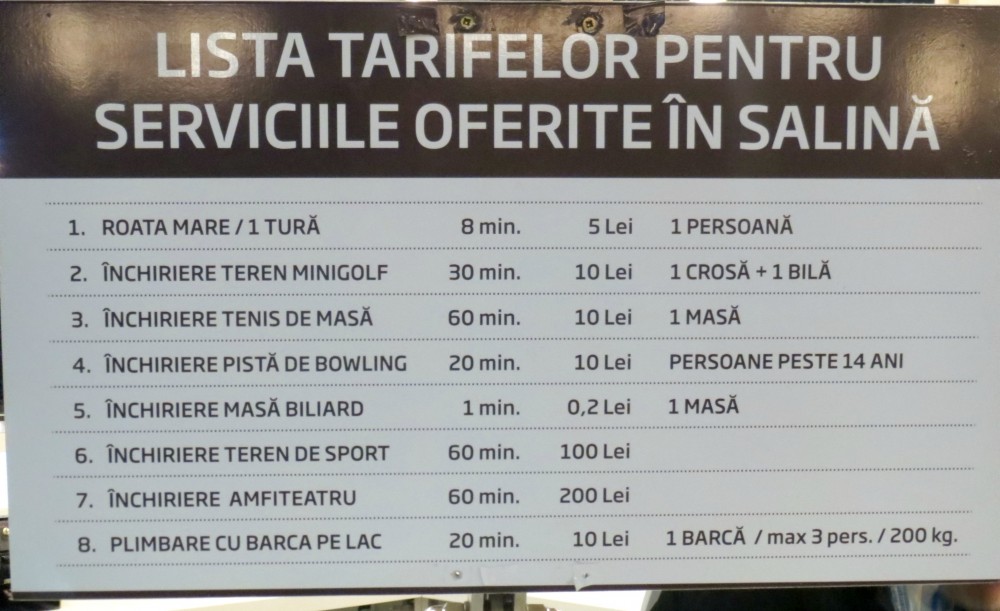 LISTA TARIFELOR PENTRU
SERVICIILE OFERITE ÎN SALINĂ
1. ROATA MARE / 1 TURĂ 8 min. 5 Lei 1 PERSOANĂ
2. ÎNCHIRIERE TEREN MINIGOLF 30 min. 10 Lei 1 CROSĂ + 1 BILĂ
3. ÎNCHIRIERE TENIS DE MASĂ 60 min. 10 Lei 1 MASĂ
4. ÎNCHIRIERE PISTĂ DE BOWLING 20 min. 10 Lei PERSOANE PESTE 14 ANI
5. ÎNCHIRIERE MASĂ BILIARD 1 min. 0,2 Lei 1 MASĂ
6. ÎNCHIRIERE TEREN DE SPORT 60 min. 100 Lei
7. ÎNCHIRIERE AMFITEATRU 60 min. 200 Lei
8. PLIMBARE CU BARCA PE LAC 20 min. 10 Lei 1 BARCĂ / max 3 pers. / 200 kg.